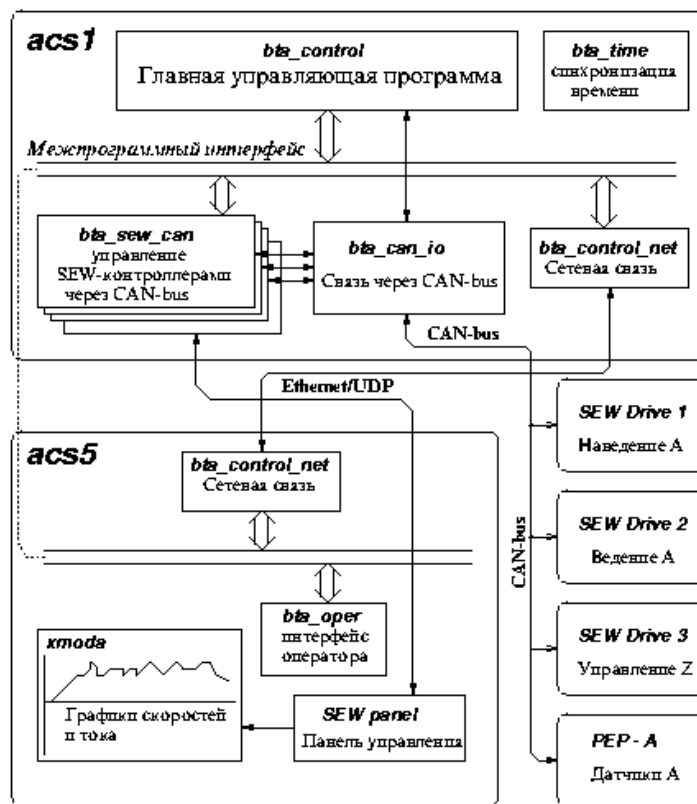 acs1
bta_control
Главная управляющая программа
bta_time
синхронизация
времени
Межпрограммный интерфейс
bta_sew_can
управление
SEW-контроллерами
через CAN-bus
bta_can_io
Связь через CAN-bus
bta_control_net
Сетевая связь
CAN-bus
Ethernet/UDP
acs5
bta_control_net
Сетевая связь
bta_oper
интерфейс
оператора
xmoda
Графики скоростей
и тока
SEW panel
Панель управления
CAN-bus
SEW Drive 1
Наведение A
SEW Drive 2
Ведение A
SEW Drive 3
Управление Z
PEP - A
Датчики A